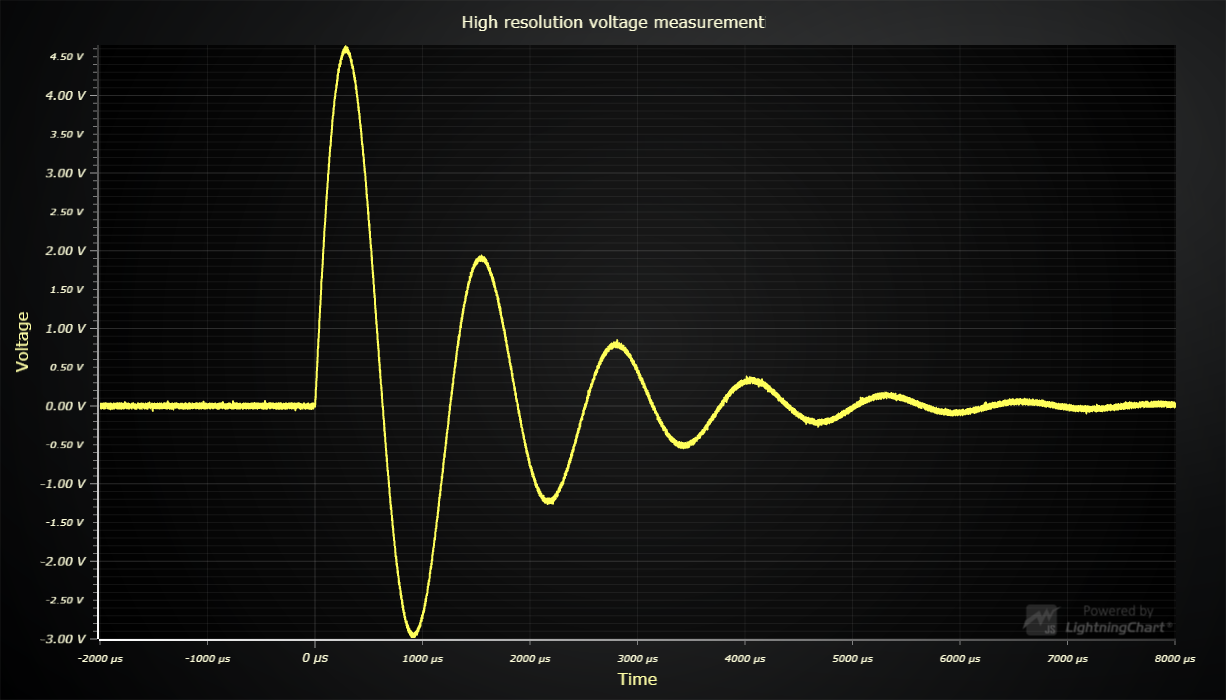 High resolution voltage measurement
4.50 V
4.00 V
3.50 V
3.00 V
2.50 V
2.00 V
1.50 V
1.00 V
0.50 V
0.00 V
-0.50 V
-1.00 V
-1.50 V
-2.00 V
-2.50 V
-3.00 V
Voltage
Powered by
JS LightningChart®
-2000 µs -1000 µs 0 µs 1000 µs 2000 µs 3000 µs 4000 µs 5000 µs 6000 µs 7000 µs 8000 µs
Time